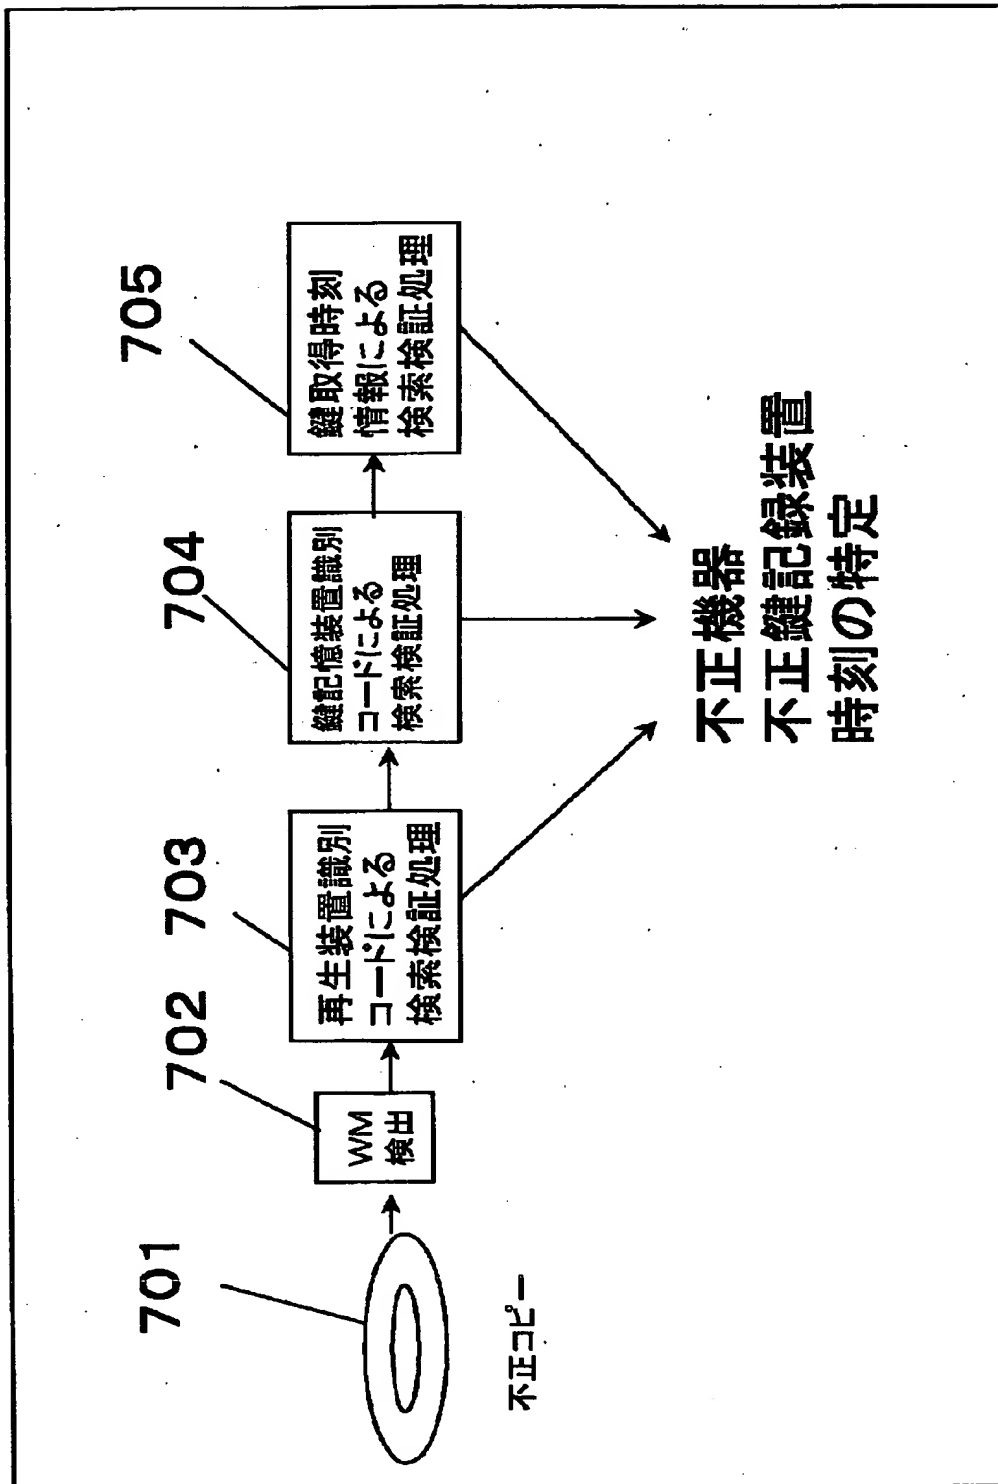 701
不正コピー
702
WM
検出
703
再生装置識別
コードによる
検索検証処理
704
鍵記憶装置識別
コードによる
検索検証処理
705
鍵取得時刻
情報による
検索検証処理
不正機器
不正鍵記録装置
時刻の特定